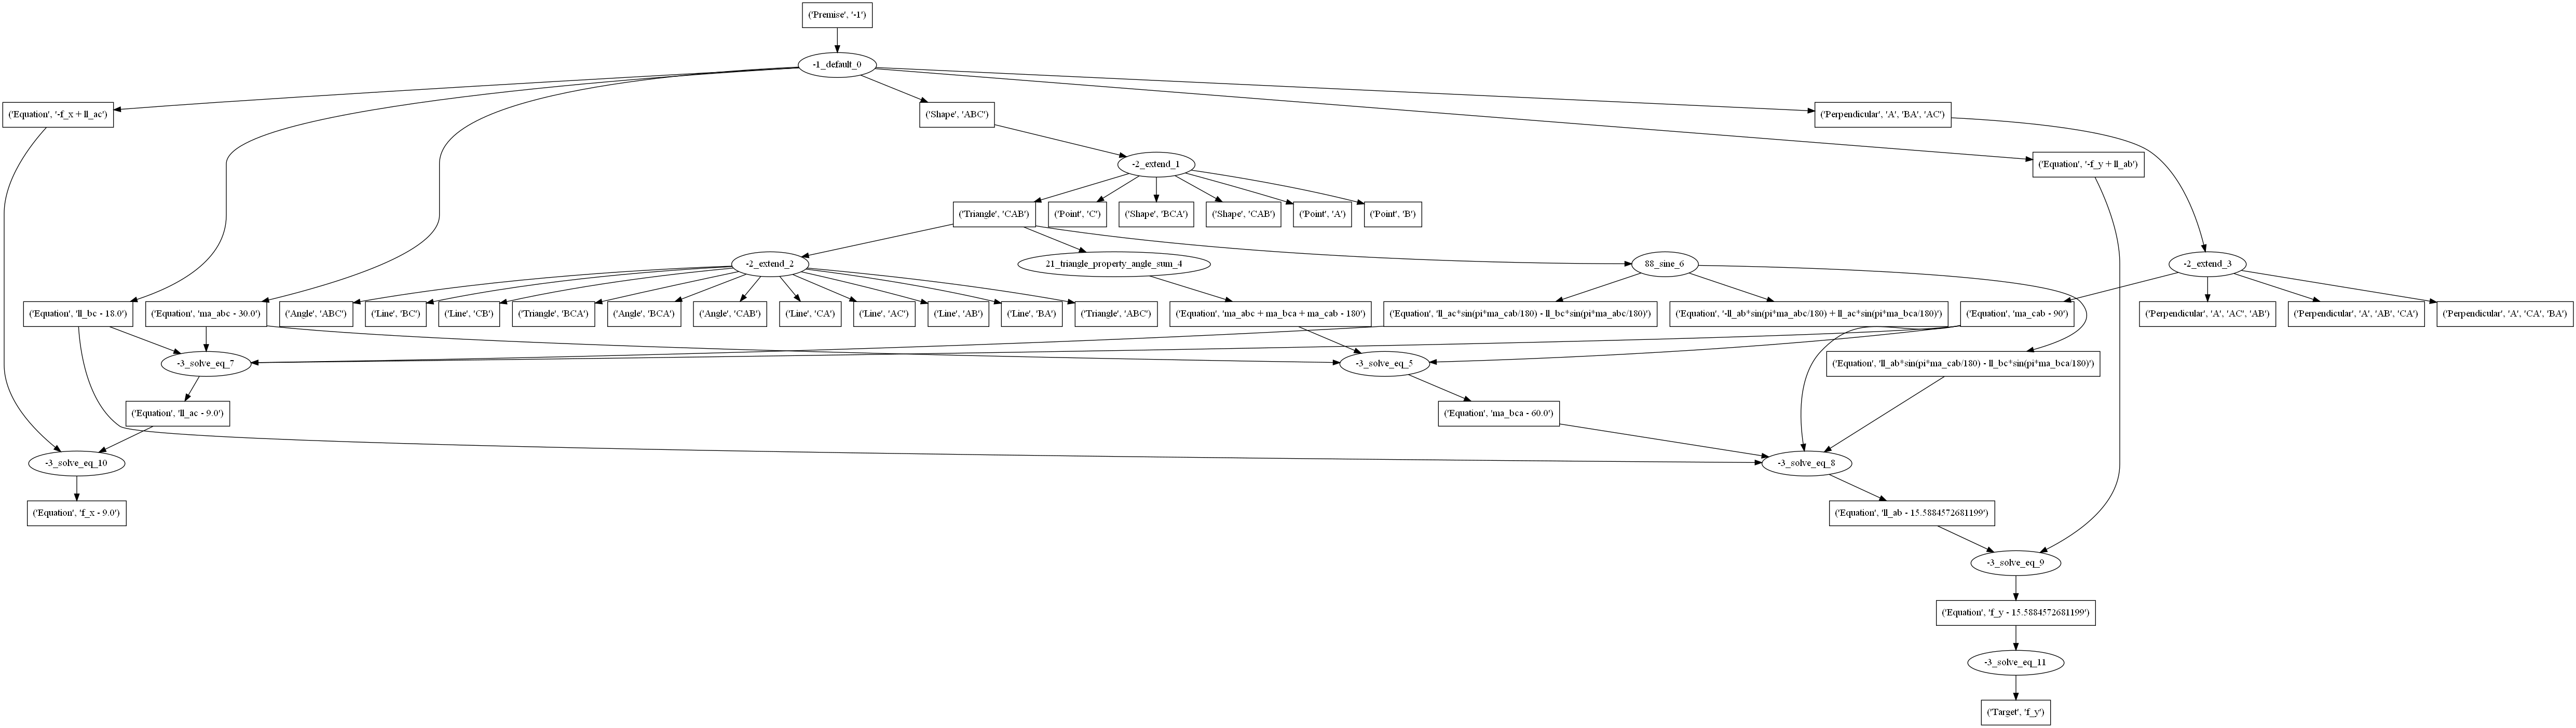 ('Premise', '-1')
-1_default_0
('Equation', '-f_x + ll_ac')
('Shape', 'ABC')
('Perpendicular', 'A', 'BA', 'AC')
-2_extend_1
('Equation', '-f_y + ll_ab')
('Triangle', 'CAB')
('Point', 'C')
('Shape', 'BCA')
('Shape', 'CAB')
('Point', 'A')
('Point', 'B')
-2_extend_2
21_triangle_property_angle_sum_4
88_sine_6
-2_extend_3
('Equation', 'll_bc - 18.0')
('Equation', 'ma_abc - 30.0')
('Angle', 'ABC')
('Line', 'BC')
('Line', 'CB')
('Triangle', 'BCA')
('Angle', 'BCA')
('Angle', 'CAB')
('Line', 'CA')
('Line', 'AC')
('Line', 'AB')
('Line', 'BA')
('Triangle', 'ABC')
('Equation', 'ma_abc + ma_bca + ma_cab - 180')
('Equation', 'll_ac*sin(pi*ma_cab/180) - ll_bc*sin(pi*ma_abc/180)')
('Equation', '-ll_ab*sin(pi*ma_abc/180) + ll_ac*sin(pi*ma_bca/180)')
('Equation', 'ma_cab - 90')
('Perpendicular', 'A', 'AC', 'AB')
('Perpendicular', 'A', 'AB', 'CA')
('Perpendicular', 'A', 'CA', 'BA')
-3_solve_eq_7
-3_solve_eq_5
('Equation', 'll_ab*sin(pi*ma_cab/180) - ll_bc*sin(pi*ma_bca/180)')
('Equation', 'll_ac - 9.0')
('Equation', 'ma_bca - 60.0')
-3_solve_eq_10
-3_solve_eq_8
('Equation', 'f_x - 9.0')
('Equation', 'll_ab - 15.5884572681199')
-3_solve_eq_9
('Equation', 'f_y - 15.5884572681199')
-3_solve_eq_11
('Target', 'f_y')